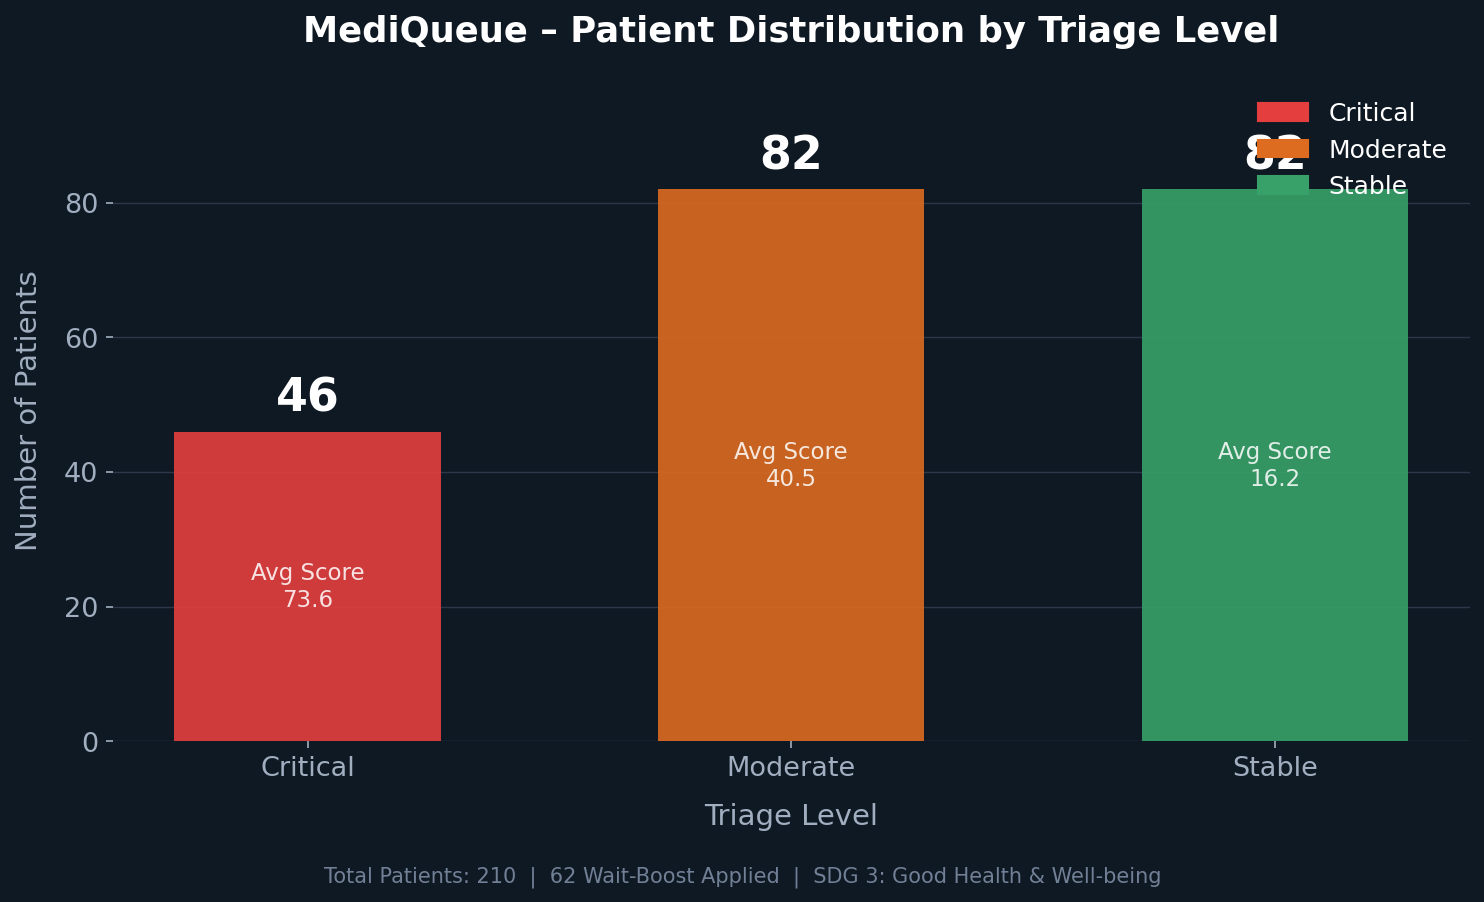 MediQueue – Patient Distribution by Triage Level
Critical
Moderate
Stable
82
82
46
80
60
40
20
0
Number of Patients
Avg Score
73.6
Avg Score
40.5
Avg Score
16.2
Critical
Moderate
Stable
Triage Level
Total Patients: 210 | 62 Wait-Boost Applied | SDG 3: Good Health & Well-being